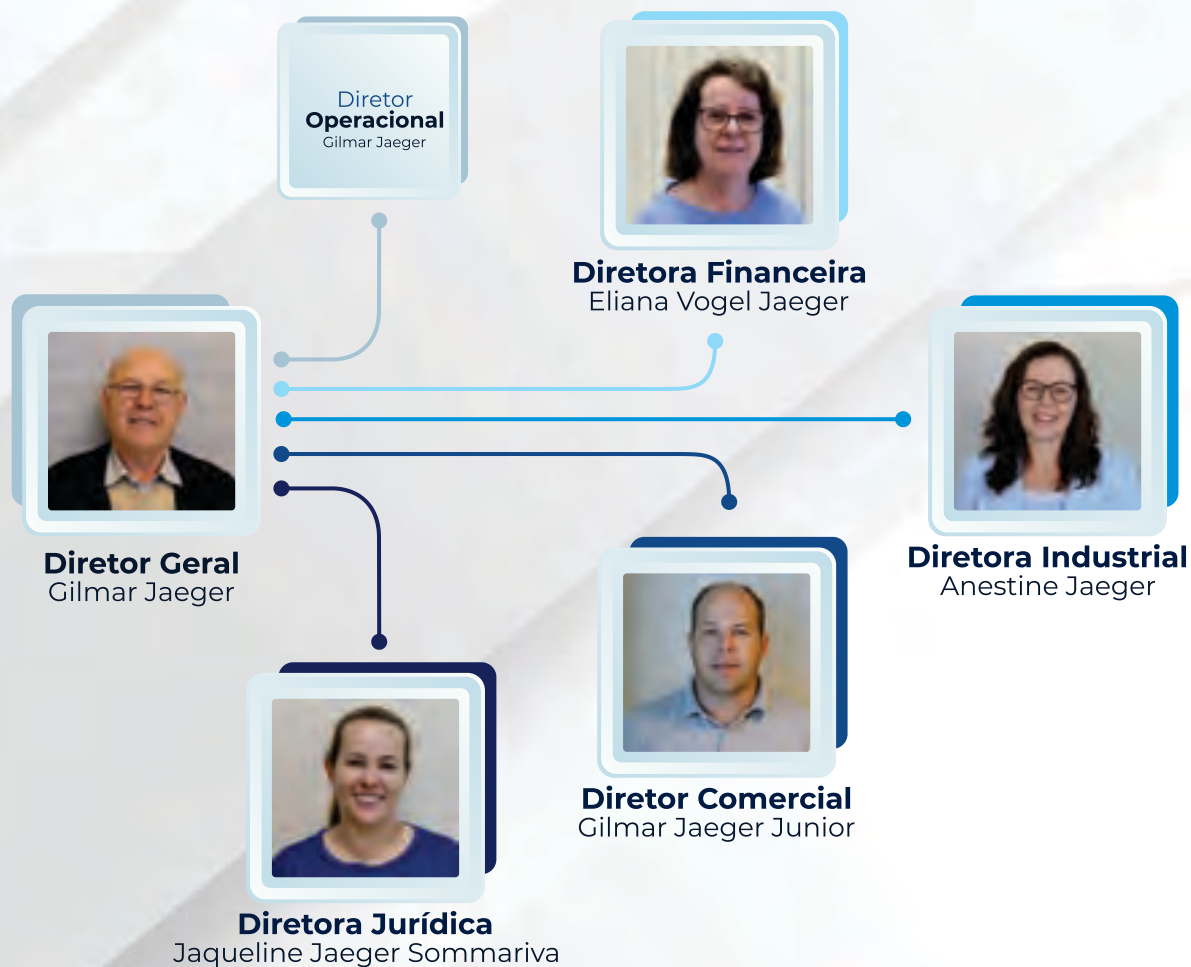 Diretor
Operacional
Gilmar Jaeger
Diretora Financeira
Eliana Vogel Jaeger
Diretor Geral
Gilmar Jaeger
Diretora Industrial
Anestine Jaeger
Diretor Comercial
Gilmar Jaeger Junior
Diretora Jurídica
Jaqueline Jaeger Sommariva